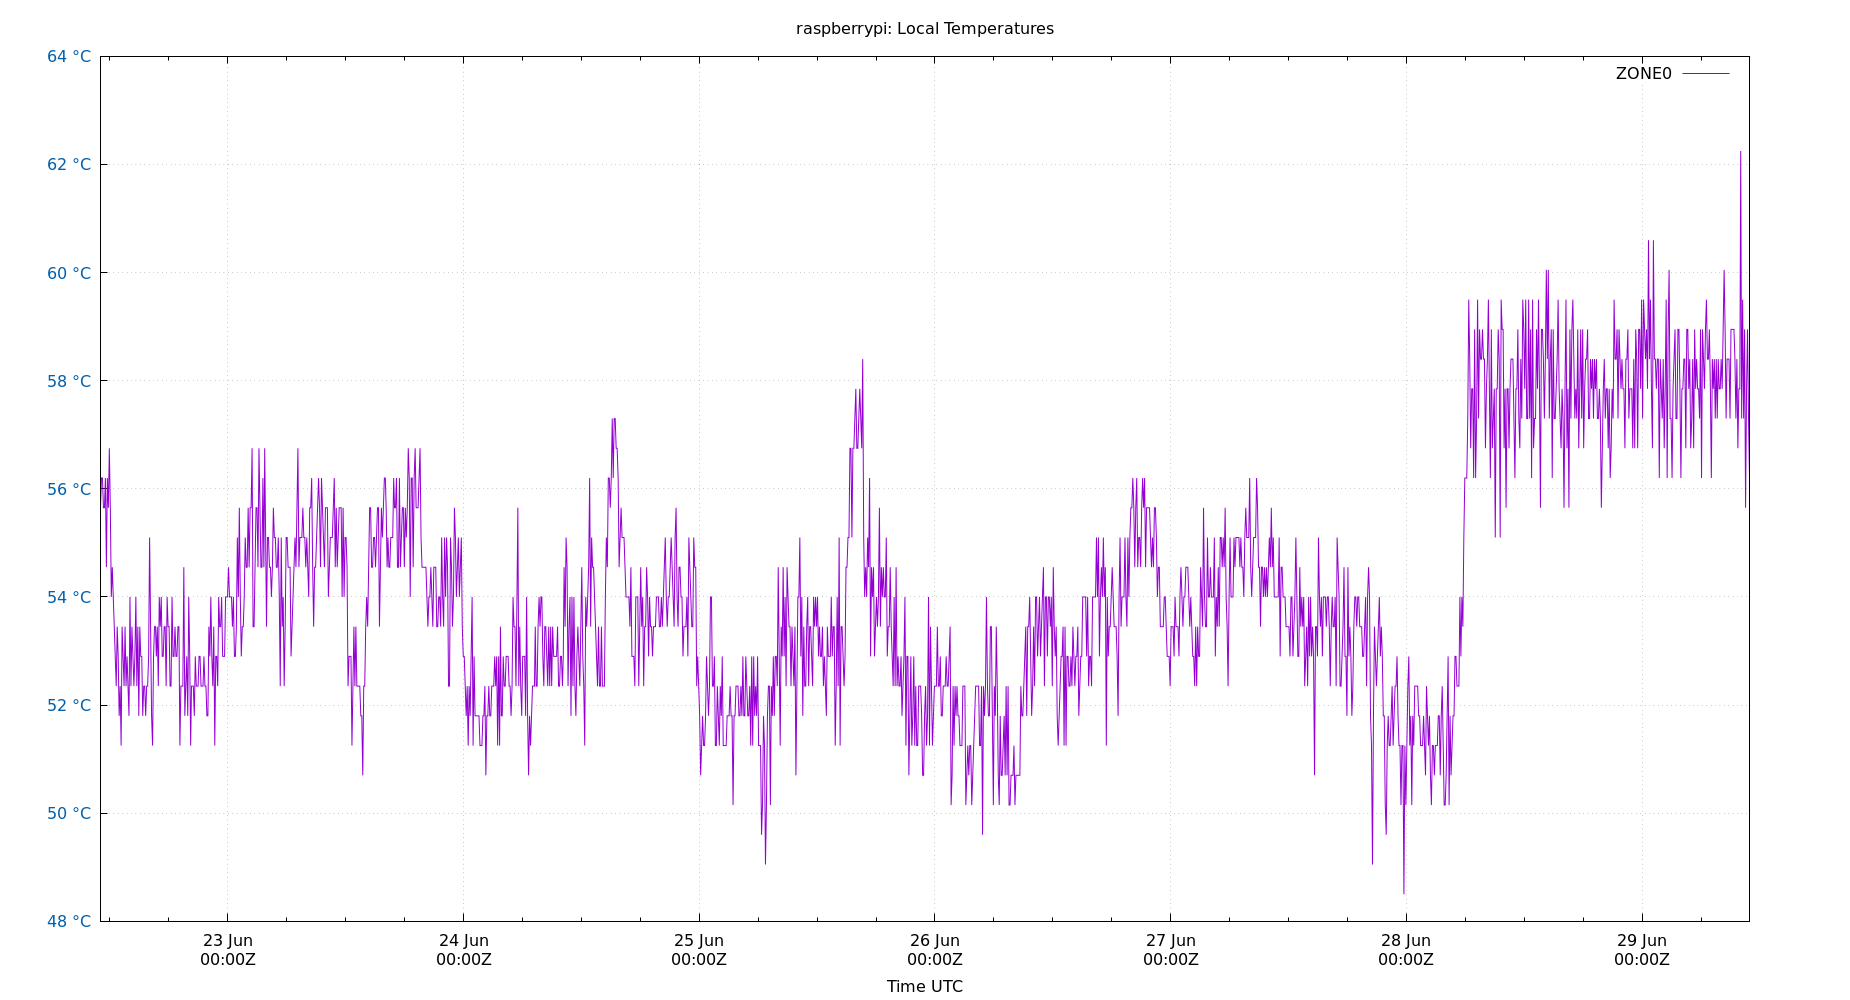 raspberrypi: Local Temperatures
64 °C
ZONE0
62 °C
60 °C
58 °C
56 °C
54 °C
52 °C
50 °C
48 °C
23 Jun 24 Jun 25 Jun 26 Jun 27 Jun 28 Jun 29 Jun
00:00Z 00:00Z 00:00Z 00:00Z 00:00Z 00:00Z 00:00Z
Time UTC